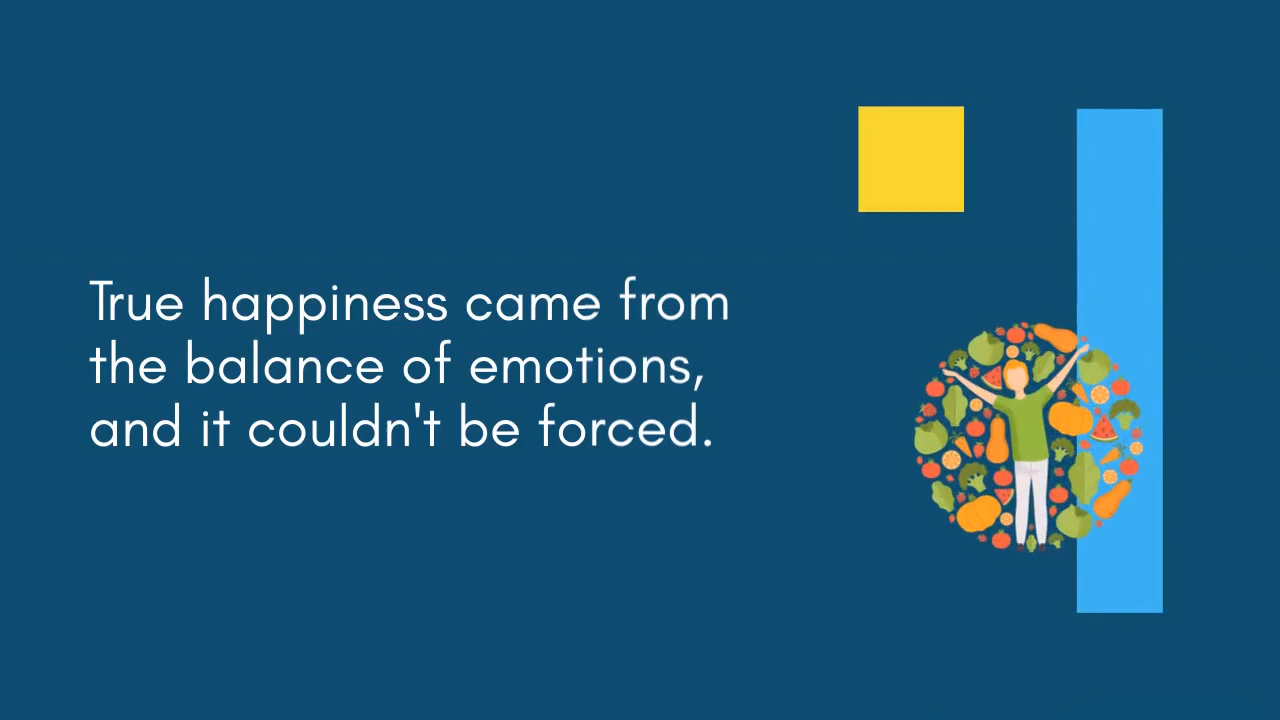 True happiness came from
the balance of emotions,
and it couldn't be forced.